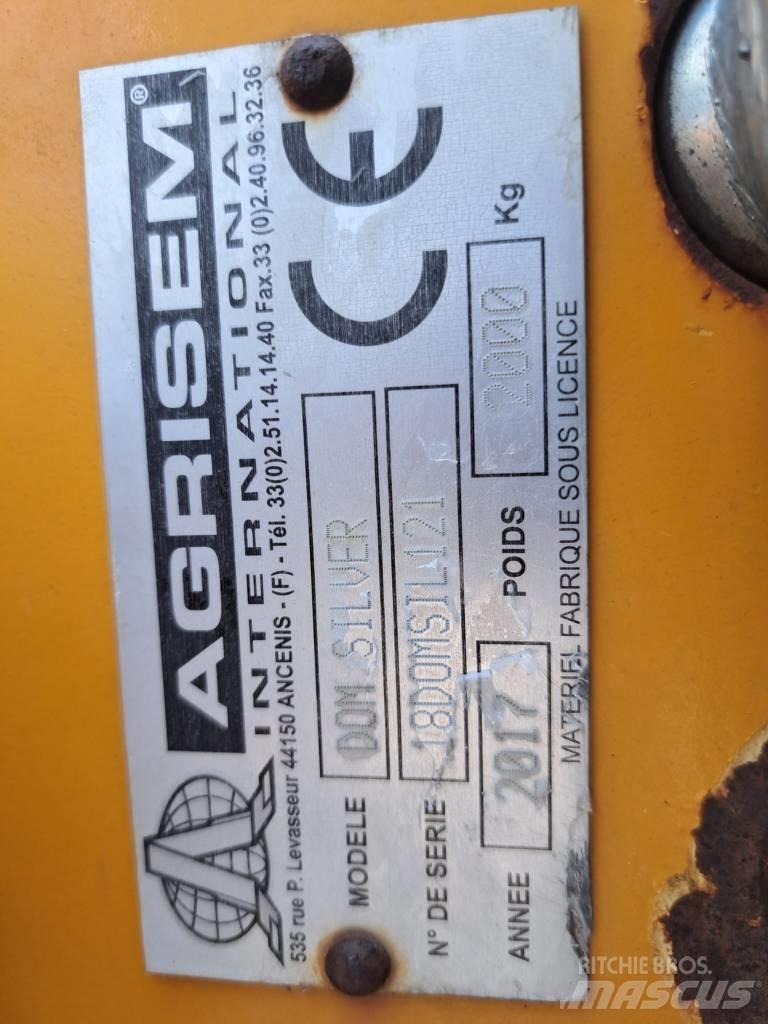 AGRISEM®
INTERNATIONAL
535 rue P. Levasseur 44150 ANCENIS - (F) - Tél. 33(0)2.51.14.14.40 Fax.33 (0)2.40.96.32.36
MODELE DOM SILVER
N° DE SERIE 18DOMSIL121
ANNEE 2017 POIDS 2000 Kg
CE
MATERIEL FABRIQUE SOUS LICENCE
RITCHIE BROS.
MASCUS